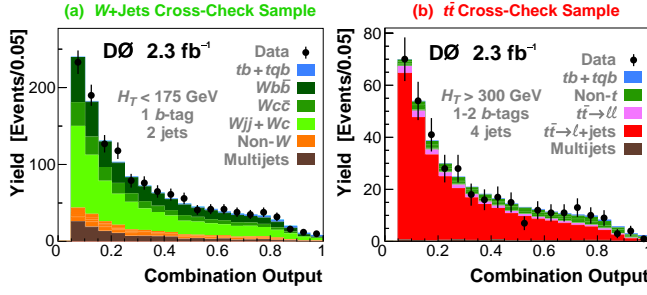 (a) W+Jets Cross-Check Sample
DØ 2.3 fb⁻¹
Yield [Events/0.05]
200
100
0
H_T < 175 GeV
1 b-tag
2 jets
Data
tb+tqb
Wbb̄
Wcc̄
Wjj+Wc
Non-W
Multijets
0 0.2 0.4 0.6 0.8 1
Combination Output
(b) tt̄ Cross-Check Sample
DØ 2.3 fb⁻¹
Yield [Events/0.05]
80
60
40
20
0
H_T > 300 GeV
1-2 b-tags
4 jets
Data
tb+tqb
Non-t
tt̄→ℓℓ
tt̄→ℓ+jets
Multijets
0 0.2 0.4 0.6 0.8 1
Combination Output